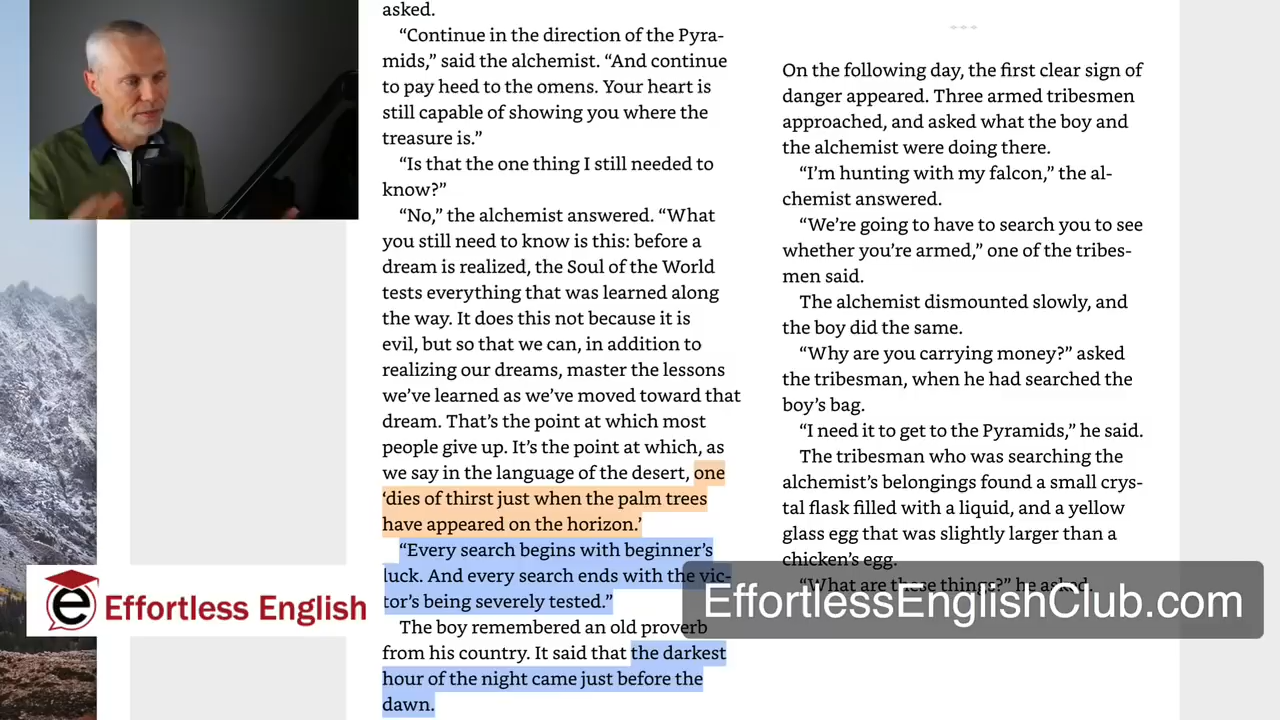 asked.
“Continue in the direction of the Pyra-
mids,” said the alchemist. “And continue
to pay heed to the omens. Your heart is
still capable of showing you where the
treasure is.”
“Is that the one thing I still needed to
know?”
“No,” the alchemist answered. “What
you still need to know is this: before a
dream is realized, the Soul of the World
tests everything that was learned along
the way. It does this not because it is
evil, but so that we can, in addition to
realizing our dreams, master the lessons
we’ve learned as we’ve moved toward that
dream. That’s the point at which most
people give up. It’s the point at which, as
we say in the language of the desert, one
‘dies of thirst just when the palm trees
have appeared on the horizon.’
“Every search begins with beginner’s
luck. And every search ends with the vic-
tor’s being severely tested.”
The boy remembered an old proverb
from his country. It said that the darkest
hour of the night came just before the
dawn.
On the following day, the first clear sign of
danger appeared. Three armed tribesmen
approached, and asked what the boy and
the alchemist were doing there.
“I’m hunting with my falcon,” the al-
chemist answered.
“We’re going to have to search you to see
whether you’re armed,” one of the tribes-
men said.
The alchemist dismounted slowly, and
the boy did the same.
“Why are you carrying money?” asked
the tribesman, when he had searched the
boy’s bag.
“I need it to get to the Pyramids,” he said.
The tribesman who was searching the
alchemist’s belongings found a small crys-
tal flask filled with a liquid, and a yellow
glass egg that was slightly larger than a
chicken’s egg.
“What are these things?” he asked.
e Effortless English
EffortlessEnglishClub.com